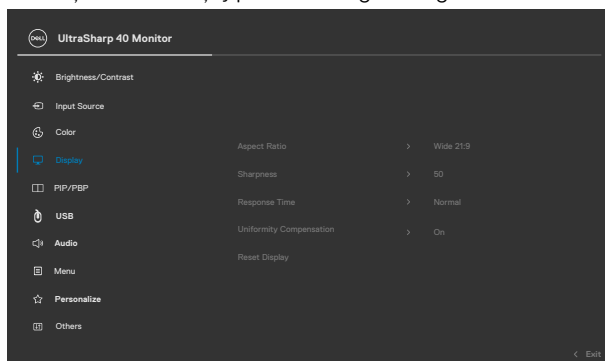 DELL UltraSharp 40 Monitor
Brightness/Contrast
Input Source
Color
Display
PIP/PBP
USB
Audio
Menu
Personalize
Others
Aspect Ratio > Wide 21:9
Sharpness > 50
Response Time > Normal
Uniformity Compensation > On
Reset Display
< Exit